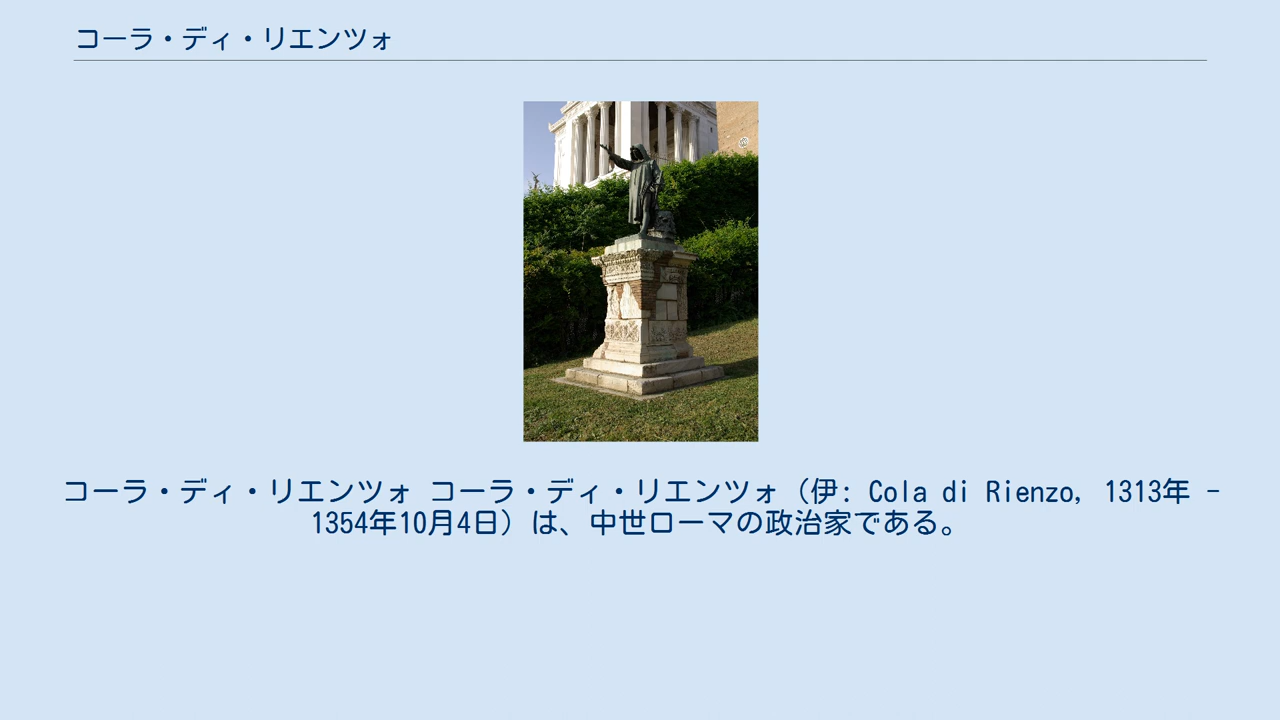 コーラ・ディ・リエンツォ
コーラ・ディ・リエンツォ コーラ・ディ・リエンツォ（伊: Cola di Rienzo, 1313年 -
1354年10月4日）は、中世ローマの政治家である。